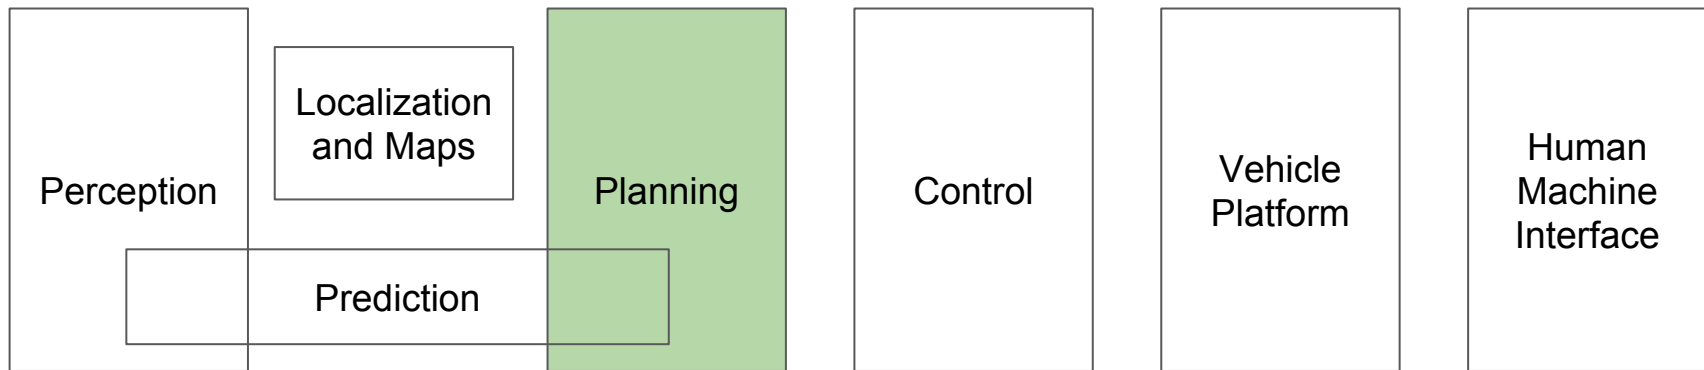 Perception
Localization
and Maps
Prediction
Planning
Control
Vehicle
Platform
Human
Machine
Interface